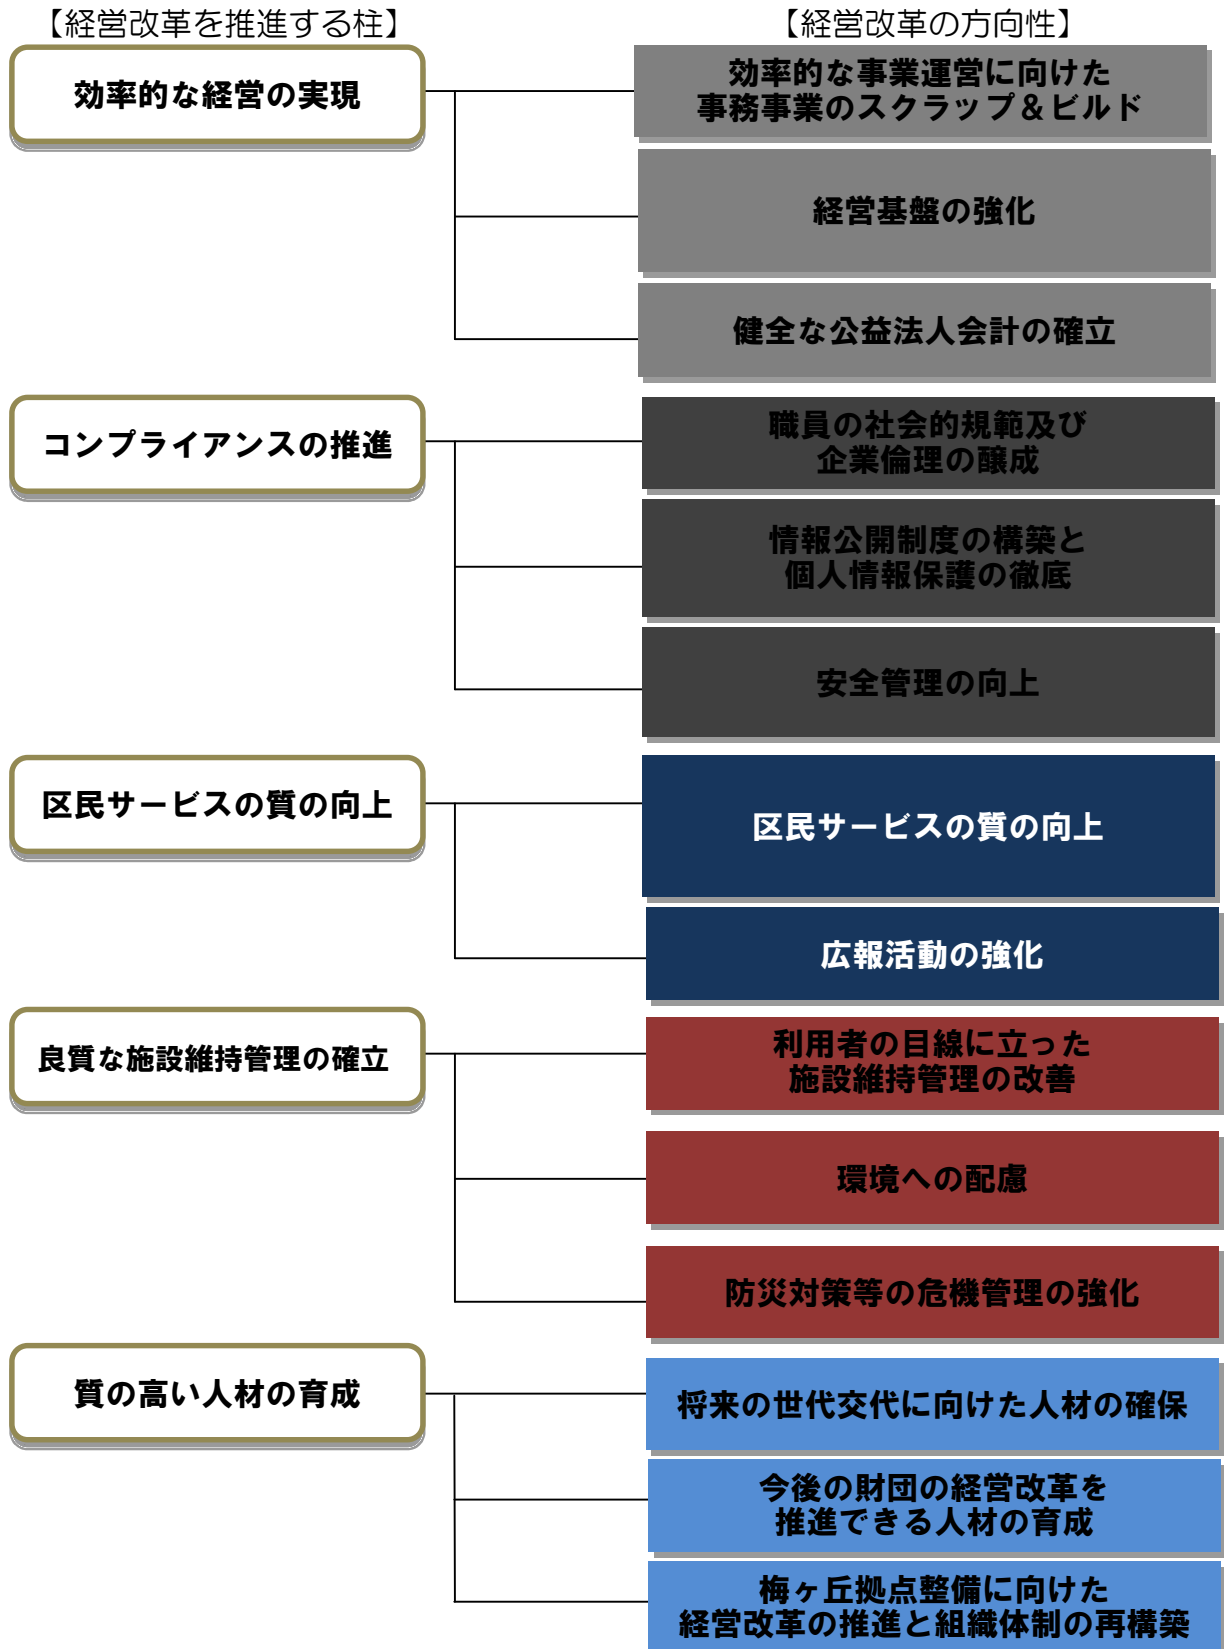 【経営改革を推進する柱】
【経営改革の方向性】
効率的な経営の実現
効率的な事業運営に向けた
事務事業のスクラップ＆ビルド
経営基盤の強化
健全な公益法人会計の確立
コンプライアンスの推進
職員の社会的規範及び
企業倫理の醸成
情報公開制度の構築と
個人情報保護の徹底
安全管理の向上
区民サービスの質の向上
区民サービスの質の向上
広報活動の強化
良質な施設維持管理の確立
利用者の目線に立った
施設維持管理の改善
環境への配慮
防災対策等の危機管理の強化
質の高い人材の育成
将来の世代交代に向けた人材の確保
今後の財団の経営改革を
推進できる人材の育成
梅ヶ丘拠点整備に向けた
経営改革の推進と組織体制の再構築